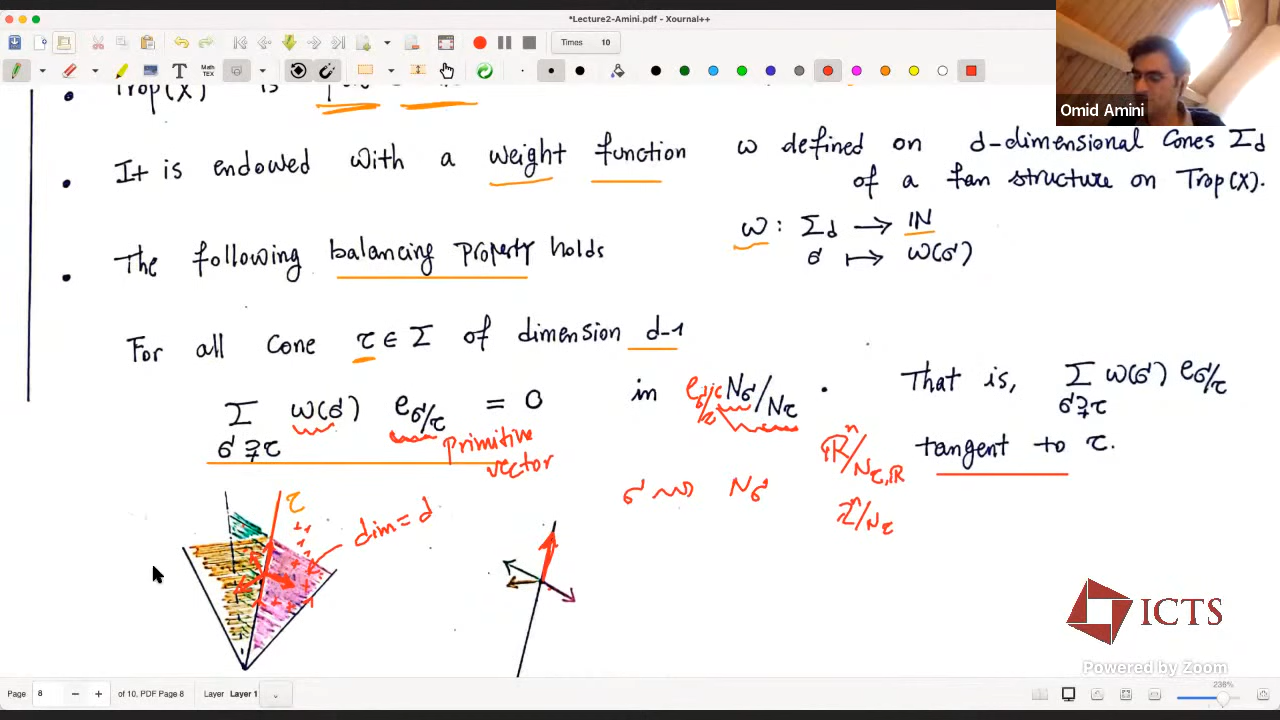 *Lecture2-Amini.pdf - Xournal++
Times 10
Omid Amini
• Trop(X) is
• It is endowed with a weight function ω defined on d-dimensional Cones Σd
of a fan structure on Trop(X).
ω : Σd → ℕ
σ ↦ ω(σ)
• The following balancing property holds
For all cone τ ∈ Σ of dimension d-1
Σ ω(σ) e σ/τ = 0 in e σ/τ ∈ Nσ/Nτ . That is, Σ ω(σ) e σ/τ
σ ⊋ τ
σ ⊋ τ
primitive vector
tangent to τ.
ℝⁿ/Nτ,ℝ
σ ⇝ Nσ
ℤⁿ/Nτ
τ
dim = d
ICTS
Powered by Zoom
Page 8 of 10, PDF Page 8 Layer Layer 1
238%